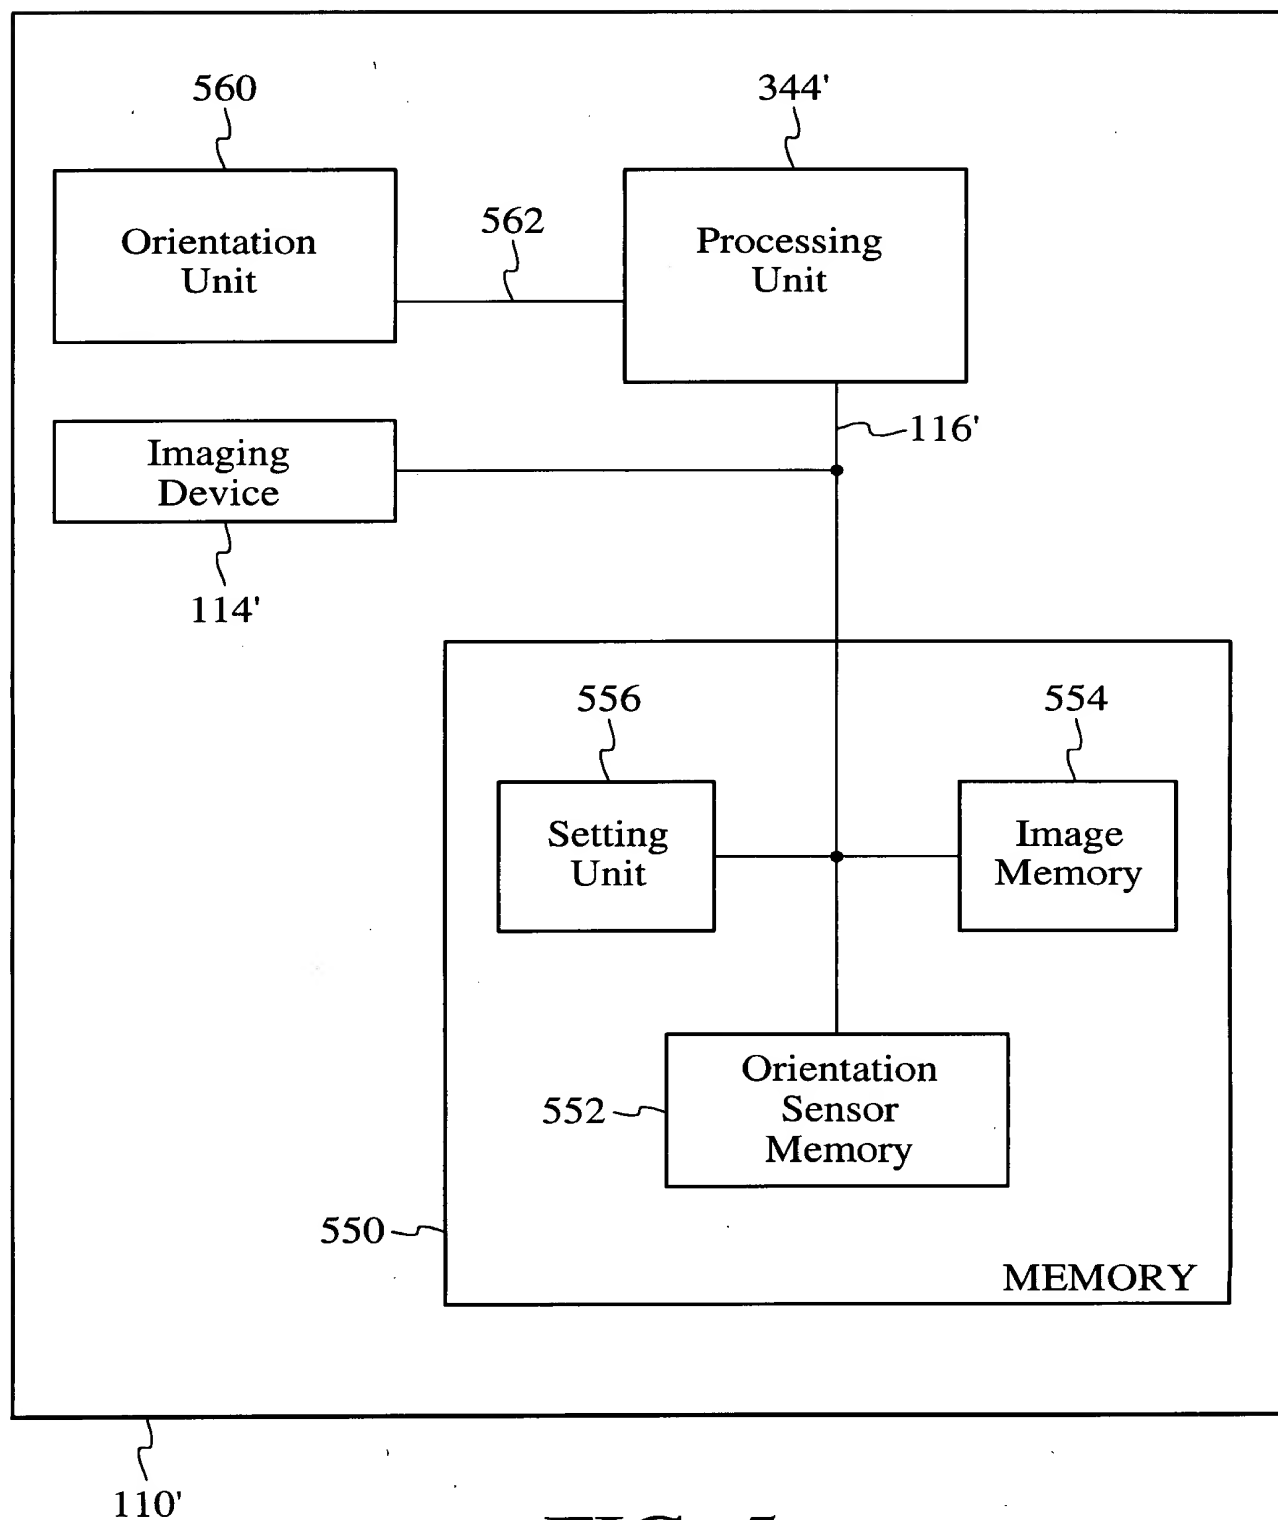 560
344'
Orientation
Unit
562
Processing
Unit
116'
Imaging
Device
114'
556
554
Setting
Unit
Image
Memory
Orientation
Sensor
Memory
552
550
MEMORY
110'